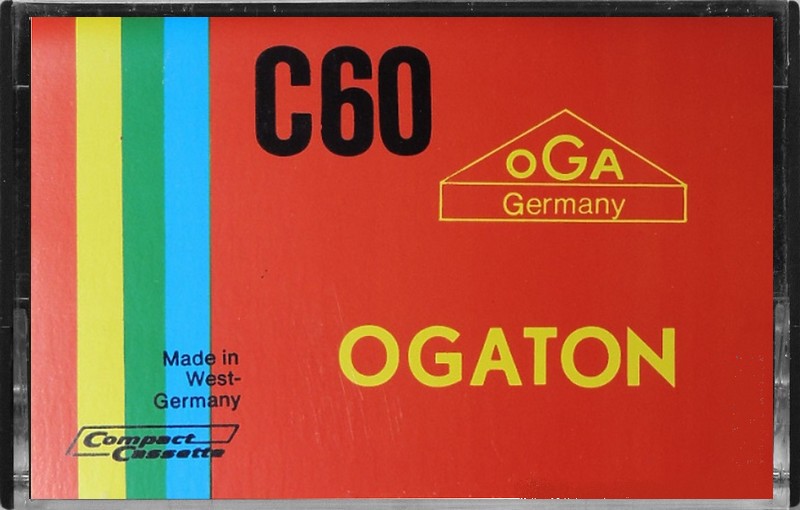 C60
OGA
Germany
OGATON
Made in
West-
Germany
Compact
Cassette